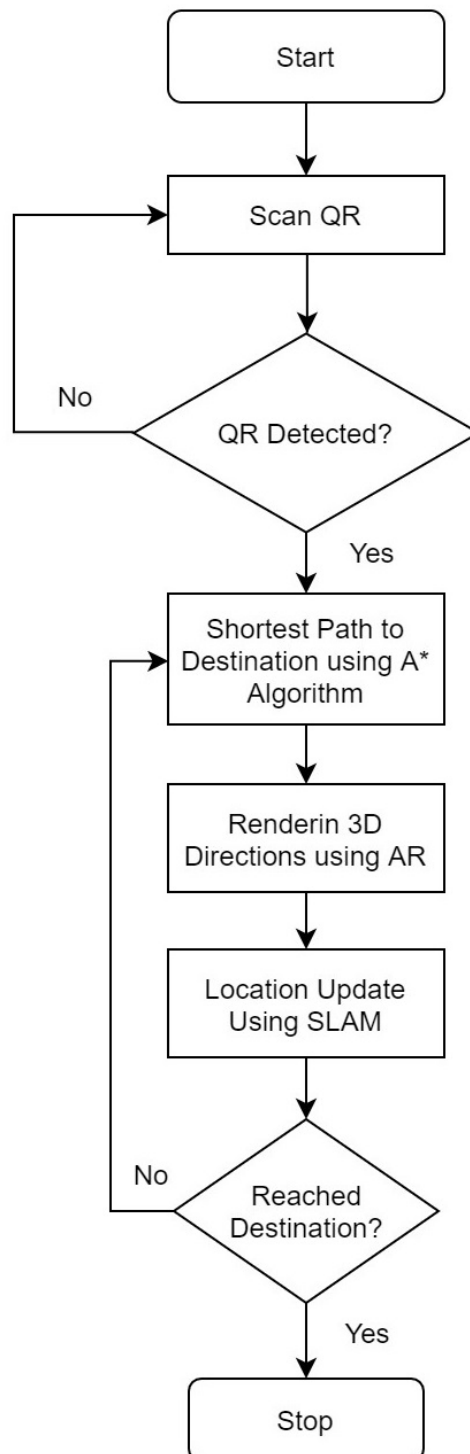 Start
Scan QR
No
QR Detected?
Yes
Shortest Path to
Destination using A*
Algorithm
Renderin 3D
Directions using AR
Location Update
Using SLAM
No
Reached
Destination?
Yes
Stop